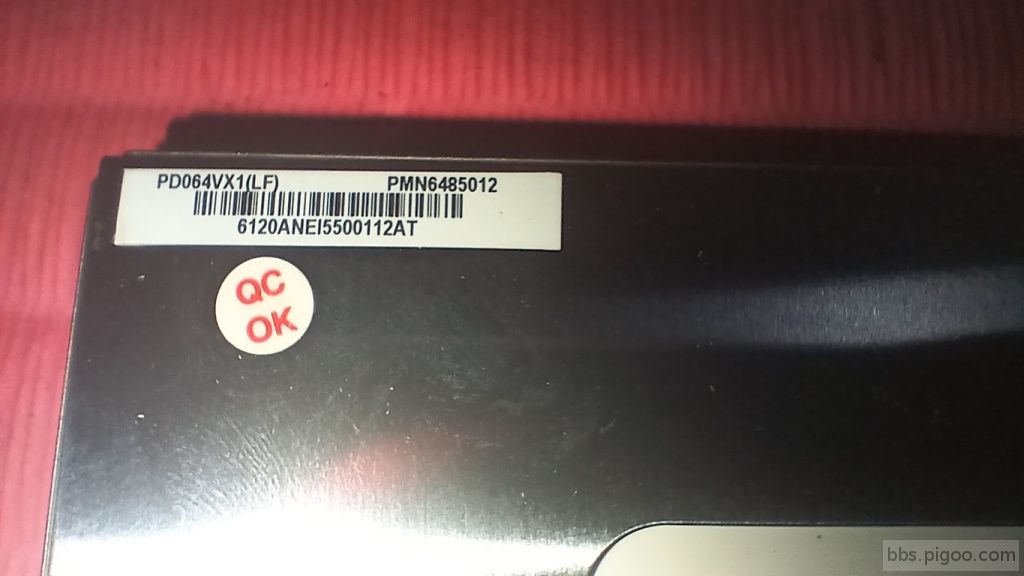 PD064VX1(LF) PMN6485012
6120ANEI5500112AT
QC
OK
bbs.pigoo.com